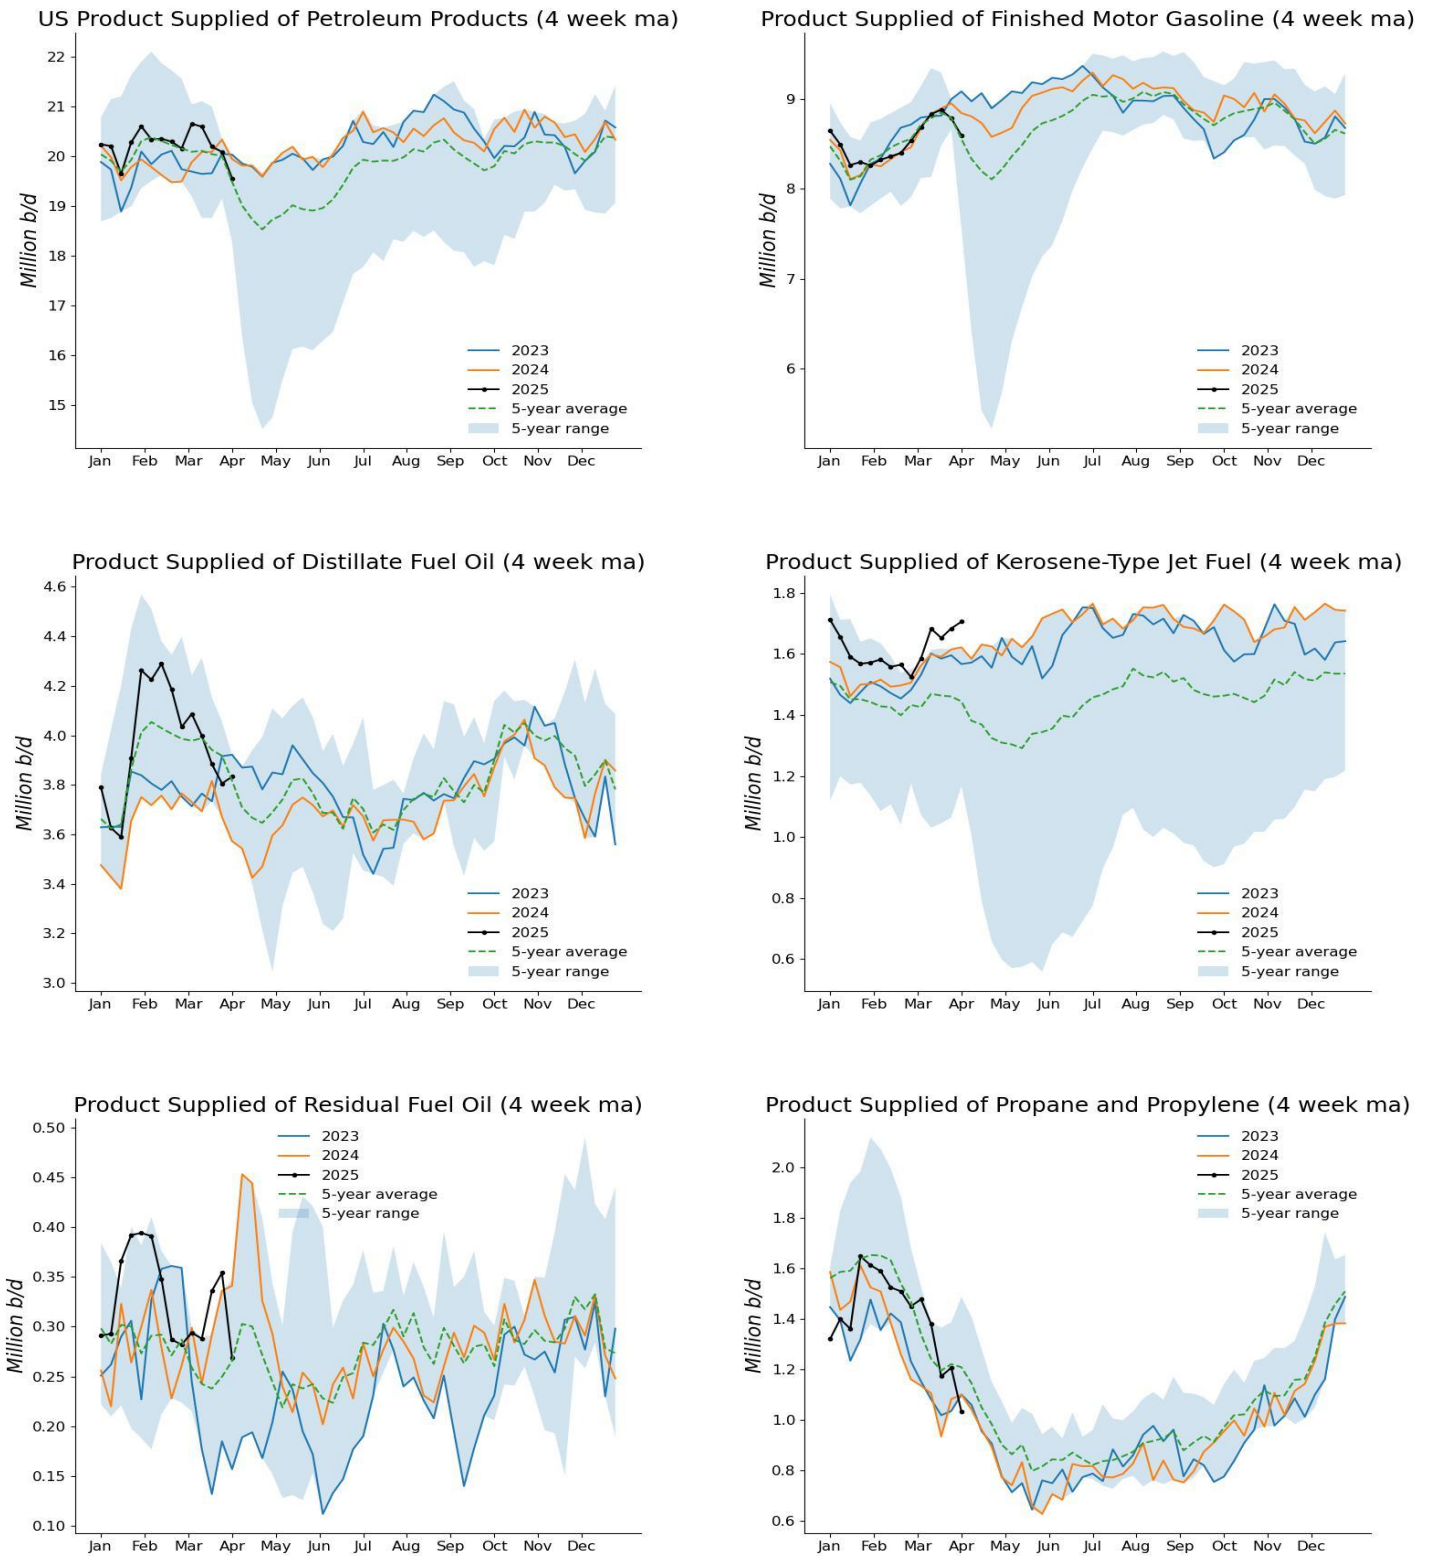 US Product Supplied of Petroleum Products (4 week ma)
Million b/d
22
21
20
19
18
17
16
15
2023
2024
2025
5-year average
5-year range
Jan Feb Mar Apr May Jun Jul Aug Sep Oct Nov Dec
Product Supplied of Finished Motor Gasoline (4 week ma)
Million b/d
9
8
7
6
2023
2024
2025
5-year average
5-year range
Jan Feb Mar Apr May Jun Jul Aug Sep Oct Nov Dec
Product Supplied of Distillate Fuel Oil (4 week ma)
Million b/d
4.6
4.4
4.2
4.0
3.8
3.6
3.4
3.2
3.0
2023
2024
2025
5-year average
5-year range
Jan Feb Mar Apr May Jun Jul Aug Sep Oct Nov Dec
Product Supplied of Kerosene-Type Jet Fuel (4 week ma)
Million b/d
1.8
1.6
1.4
1.2
1.0
0.8
0.6
2023
2024
2025
5-year average
5-year range
Jan Feb Mar Apr May Jun Jul Aug Sep Oct Nov Dec
Product Supplied of Residual Fuel Oil (4 week ma)
Million b/d
0.50
0.45
0.40
0.35
0.30
0.25
0.20
0.15
0.10
2023
2024
2025
5-year average
5-year range
Jan Feb Mar Apr May Jun Jul Aug Sep Oct Nov Dec
Product Supplied of Propane and Propylene (4 week ma)
Million b/d
2.0
1.8
1.6
1.4
1.2
1.0
0.8
0.6
2023
2024
2025
5-year average
5-year range
Jan Feb Mar Apr May Jun Jul Aug Sep Oct Nov Dec